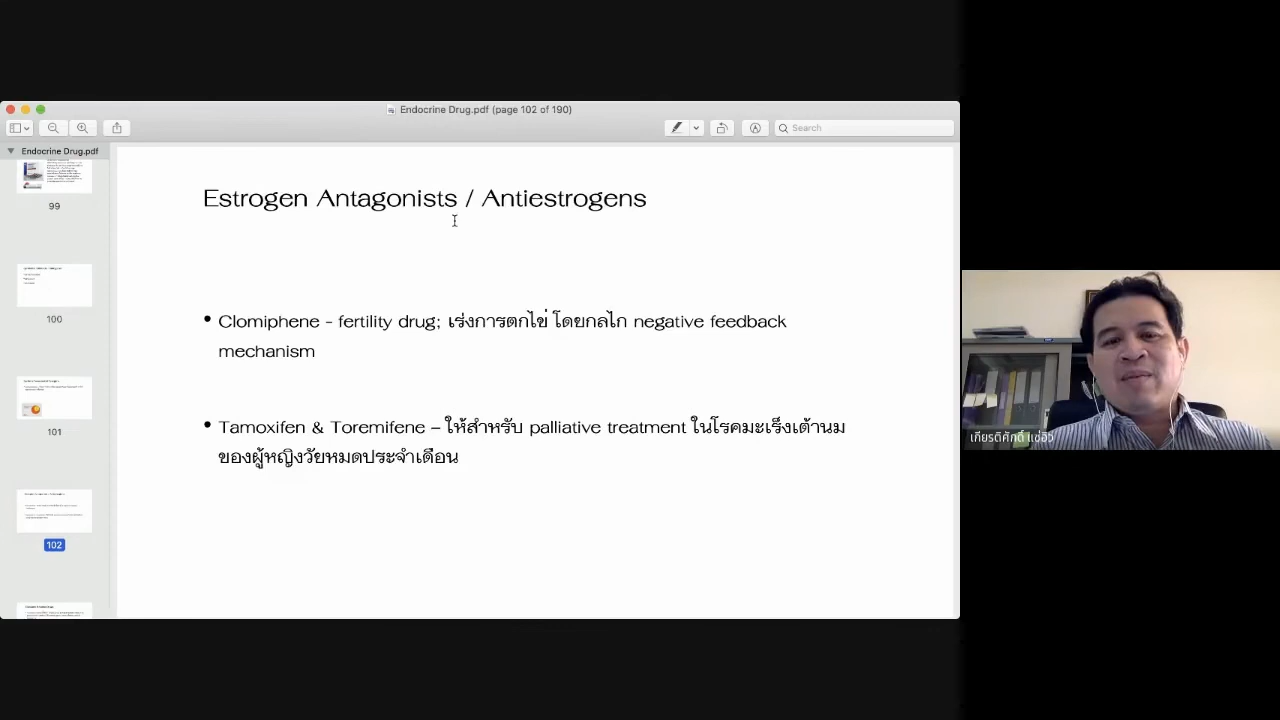 Endocrine Drug.pdf (page 102 of 190)
Search
Endocrine Drug.pdf
99
100
101
102
Estrogen Antagonists / Antiestrogens
• Clomiphene - fertility drug; เร่งการตกไข่ โดยกลไก negative feedback
mechanism
• Tamoxifen & Toremifene – ให้สำหรับ palliative treatment ในโรคมะเร็งเต้านม
ของผู้หญิงวัยหมดประจำเดือน
เกียรติศักดิ์ แซ่อิว